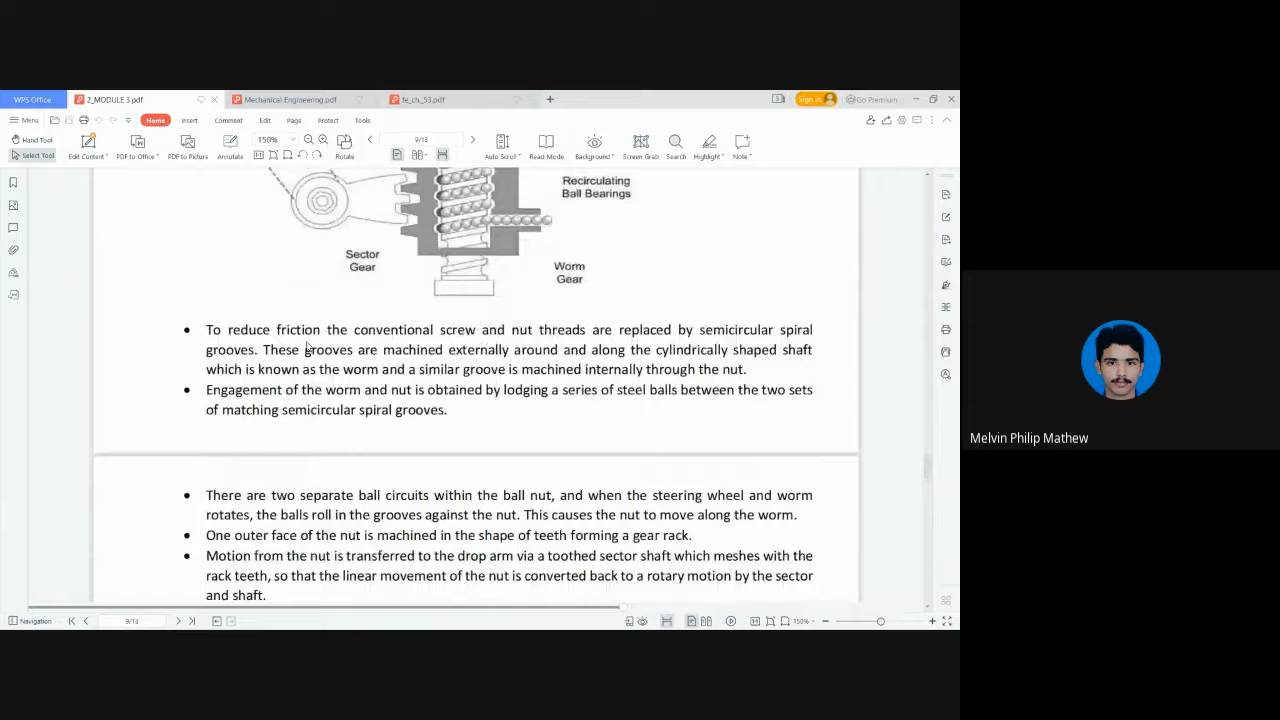 WPS Office
2_MODULE 3.pdf
Mechanical Engineering.pdf
fe_ch_53.pdf
Sign in
Go Premium
Menu
Home
Insert
Comment
Edit
Page
Protect
Tools
Hand Tool
Select Tool
Edit Content
PDF to Office
PDF to Picture
Annotate
150%
Rotate
9/13
Auto Scroll
Read Mode
Background
Screen Grab
Search
Highlight
Note
Recirculating
Ball Bearings
Sector
Gear
Worm
Gear
• To reduce friction the conventional screw and nut threads are replaced by semicircular spiral
grooves. These grooves are machined externally around and along the cylindrically shaped shaft
which is known as the worm and a similar groove is machined internally through the nut.
• Engagement of the worm and nut is obtained by lodging a series of steel balls between the two sets
of matching semicircular spiral grooves.
• There are two separate ball circuits within the ball nut, and when the steering wheel and worm
rotates, the balls roll in the grooves against the nut. This causes the nut to move along the worm.
• One outer face of the nut is machined in the shape of teeth forming a gear rack.
• Motion from the nut is transferred to the drop arm via a toothed sector shaft which meshes with the
rack teeth, so that the linear movement of the nut is converted back to a rotary motion by the sector
and shaft.
Navigation
9/13
150%
Melvin Philip Mathew